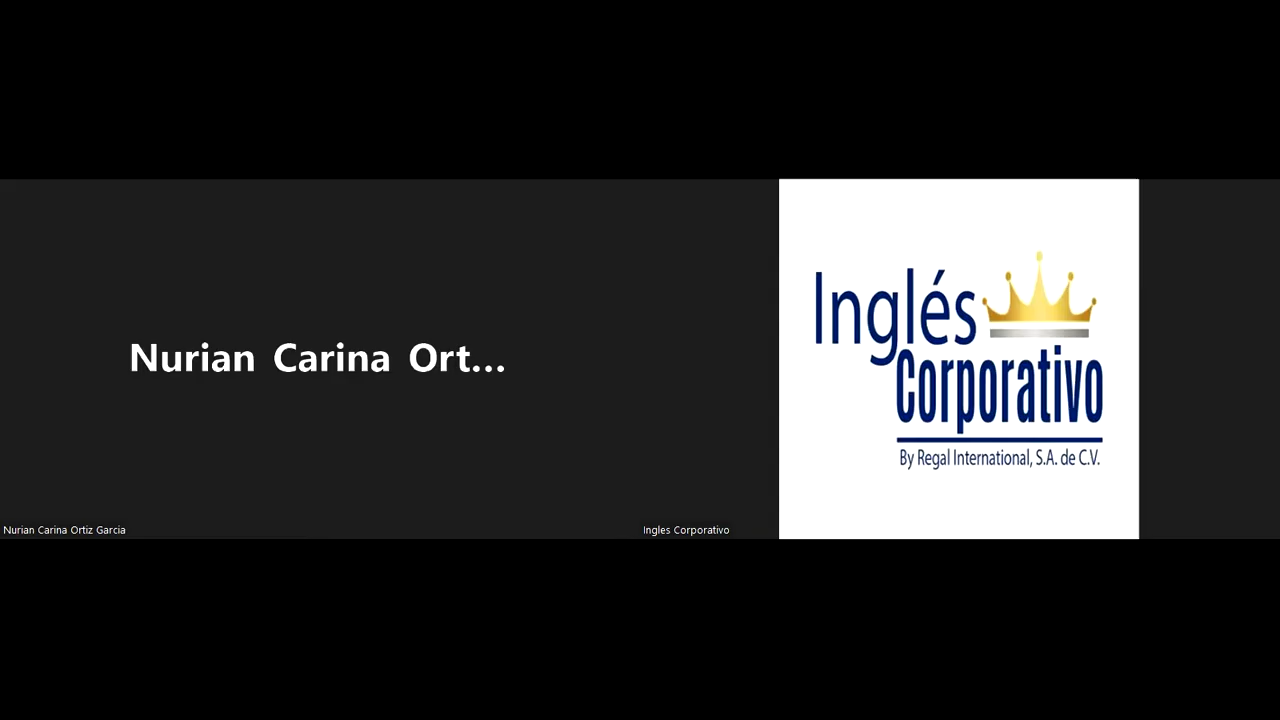 Nurian Carina Ort...
Nurian Carina Ortiz Garcia
Inglés
Corporativo
By Regal International, S.A. de C.V.
Ingles Corporativo